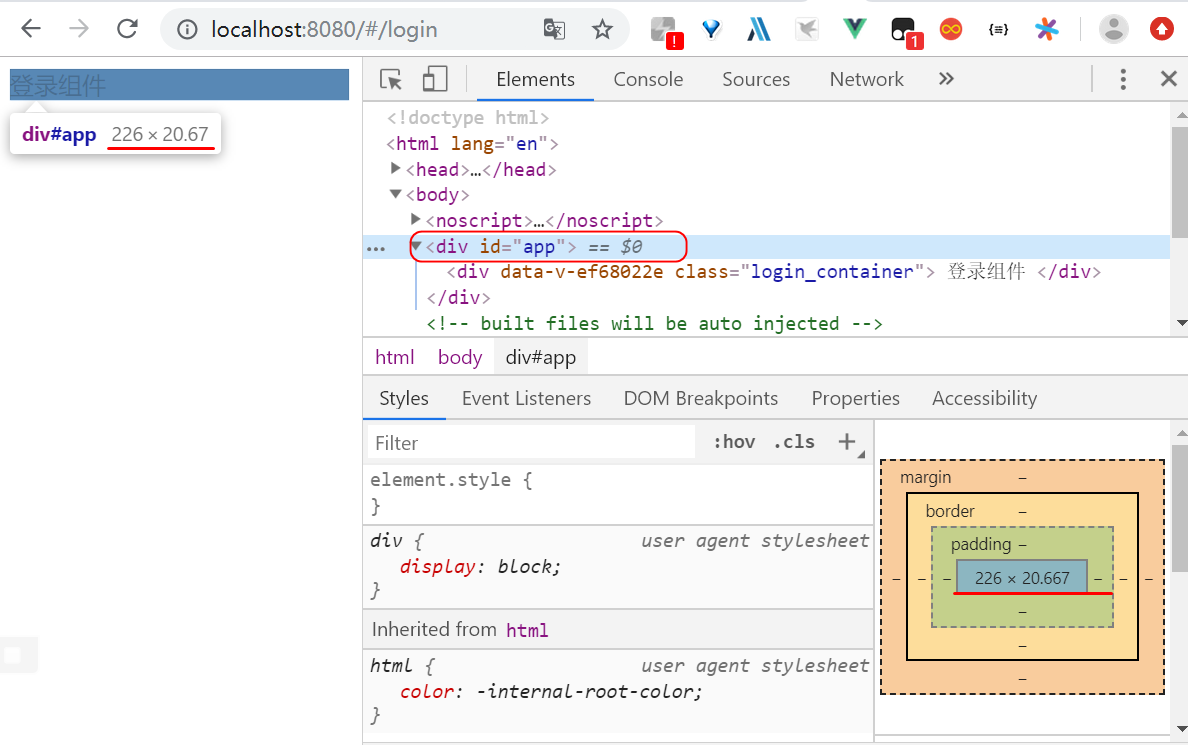 localhost:8080/#/login
!
1
登录组件
div#app 226 × 20.67
Elements Console Sources Network »
<!doctype html>
<html lang="en">
<head>…</head>
<body>
<noscript>…</noscript>
<div id="app"> == $0
<div data-v-ef68022e class="login_container"> 登录组件 </div>
</div>
<!-- built files will be auto injected -->
html body div#app
Styles Event Listeners DOM Breakpoints Properties Accessibility
Filter :hov .cls +
element.style {
}
div { user agent stylesheet
display: block;
}
Inherited from html
html { user agent stylesheet
color: -internal-root-color;
}
margin –
border –
padding –
– – – 226 × 20.667 – – –
–
–
–